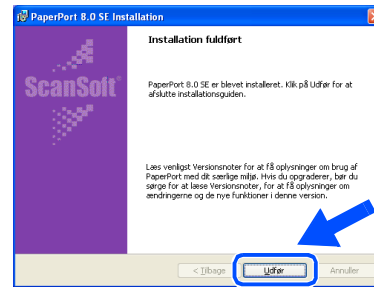 PaperPort 8.0 SE Installation
Installation fuldført
ScanSoft®
PaperPort 8.0 SE er blevet installeret. Klik på Udfør for at
afslutte installationsguiden.
Læs venligst Versionsnoter for at få oplysninger om brug af
PaperPort med dit særlige miljø. Hvis du opgraderer, bør du
sørge for at læse Versionsnoter, for at få oplysninger om
ændringerne og de nye funktioner i denne version.
< Tilbage Udfør Annuller